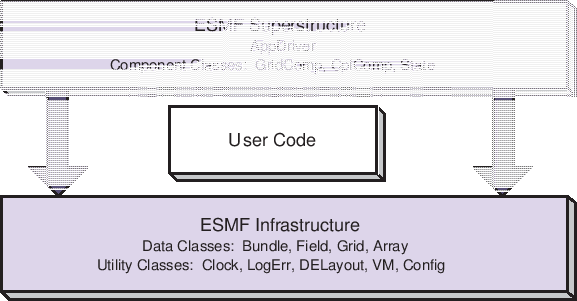 ESMF Superstructure
AppDriver
Component Classes: GridComp, CplComp, State
User Code
ESMF Infrastructure
Data Classes: Bundle, Field, Grid, Array
Utility Classes: Clock, LogErr, DELayout, VM, Config